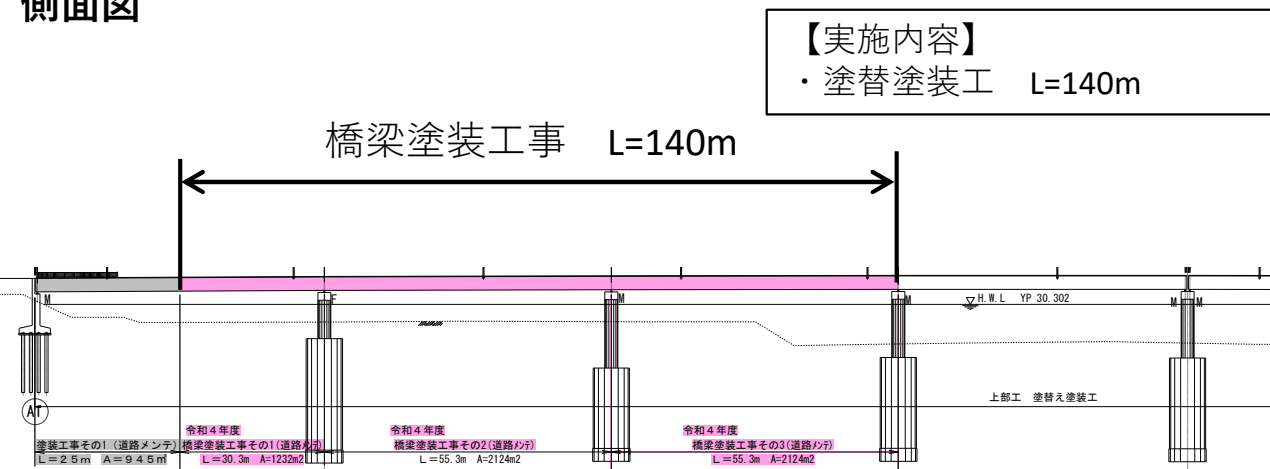 側面図
【実施内容】
・塗替塗装工 L=140m
橋梁塗装工事 L=140m
M
F
M
M
H.W.L YP 30.302
M
M
上部工 塗替え塗装工
A1
塗装工事その1 (道路メンテ)
L=25m A=945㎡
令和4年度
橋梁塗装工事その1(道路メンテ)
L=30.3m A=1232m2
令和4年度
橋梁塗装工事その2(道路メンテ)
L=55.3m A=2124m2
令和4年度
橋梁塗装工事その3(道路メンテ)
L=55.3m A=2124m2